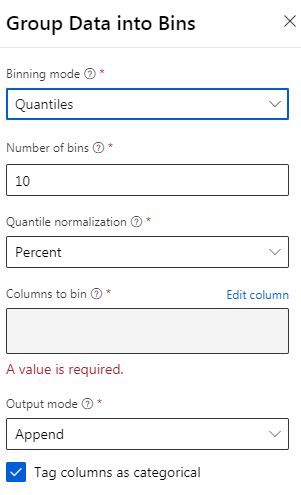 Group Data into Bins
Binning mode *
Quantiles
Number of bins *
10
Quantile normalization *
Percent
Columns to bin * Edit column
A value is required.
Output mode *
Append
Tag columns as categorical